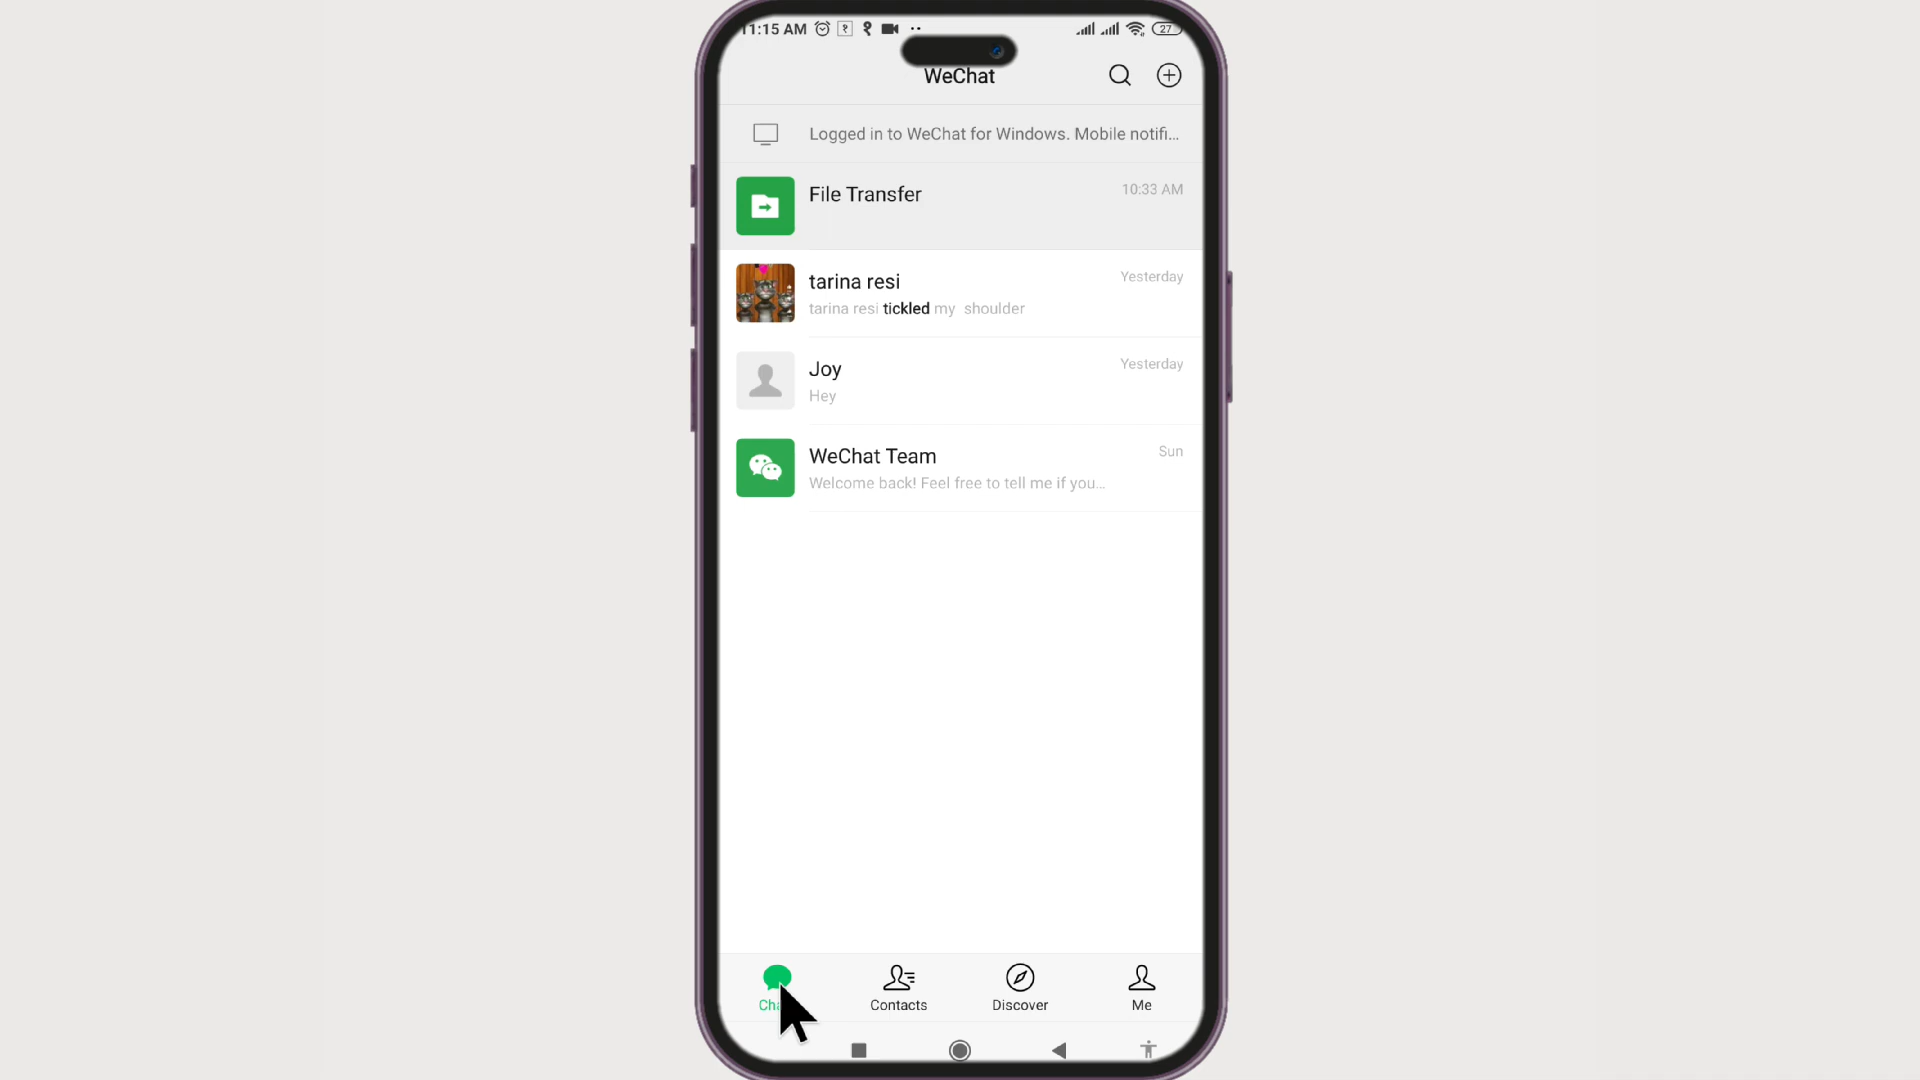 11:15 AM 27
WeChat
Logged in to WeChat for Windows. Mobile notifi...
File Transfer 10:33 AM
tarina resi Yesterday
tarina resi tickled my shoulder
Joy Yesterday
Hey
WeChat Team Sun
Welcome back! Feel free to tell me if you...
Contacts Discover Me